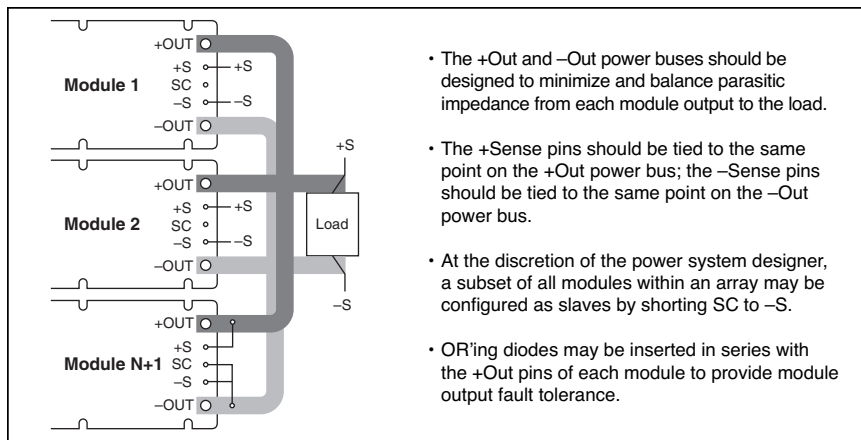 +OUT
+S
+S
Module 1
SC
–S
–S
–OUT
+S
+OUT
+S
+S
Module 2
SC
Load
–S
–S
–OUT
–S
+OUT
+S
Module N+1
SC
–S
–OUT
• The +Out and –Out power buses should be
designed to minimize and balance parasitic
impedance from each module output to the load.
• The +Sense pins should be tied to the same
point on the +Out power bus; the –Sense pins
should be tied to the same point on the –Out
power bus.
• At the discretion of the power system designer,
a subset of all modules within an array may be
configured as slaves by shorting SC to –S.
• OR’ing diodes may be inserted in series with
the +Out pins of each module to provide module
output fault tolerance.